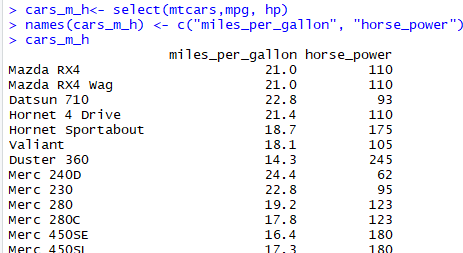 > cars_m_h<- select(mtcars,mpg, hp)
> names(cars_m_h) <- c("miles_per_gallon", "horse_power")
> cars_m_h
miles_per_gallon horse_power
Mazda RX4 21.0 110
Mazda RX4 Wag 21.0 110
Datsun 710 22.8 93
Hornet 4 Drive 21.4 110
Hornet Sportabout 18.7 175
Valiant 18.1 105
Duster 360 14.3 245
Merc 240D 24.4 62
Merc 230 22.8 95
Merc 280 19.2 123
Merc 280C 17.8 123
Merc 450SE 16.4 180
Merc 450SL 17.3 180